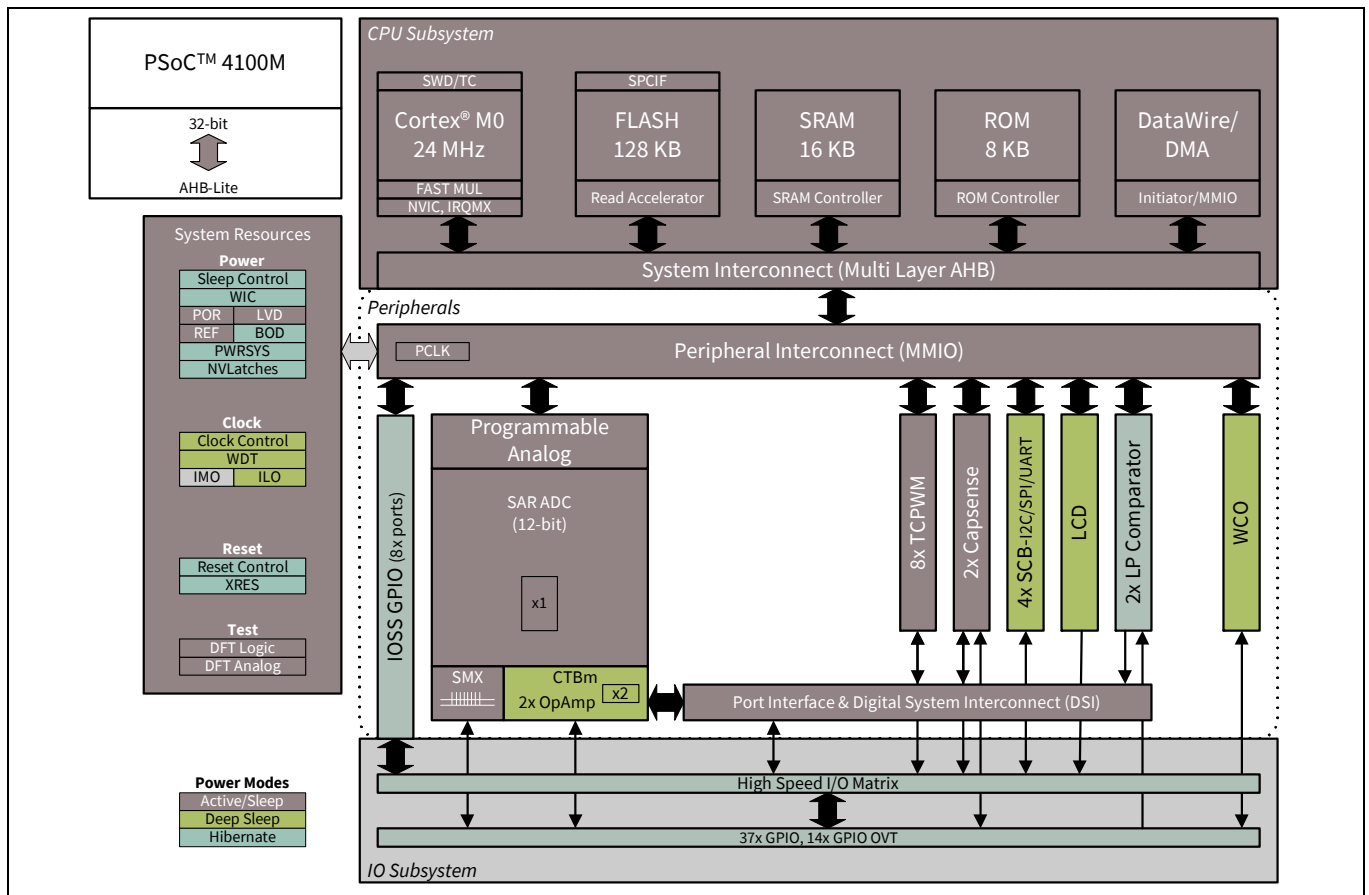 PSoC™ 4100M
32-bit
AHB-Lite
CPU Subsystem
SWD/TC
Cortex® M0
24 MHz
FAST MUL
NVIC, IRQMX
SPCIF
FLASH
128 KB
Read Accelerator
SRAM
16 KB
SRAM Controller
ROM
8 KB
ROM Controller
DataWire/
DMA
Initiator/MMIO
System Interconnect (Multi Layer AHB)
System Resources
Power
Sleep Control
WIC
POR LVD
REF BOD
PWRSYS
NVLatches
Clock
Clock Control
WDT
IMO ILO
Reset
Reset Control
XRES
Test
DFT Logic
DFT Analog
Peripherals
PCLK
Peripheral Interconnect (MMIO)
IOSS GPIO (8x ports)
Programmable
Analog
SAR ADC
(12-bit)
x1
SMX
CTBm
2x OpAmp
x2
8x TCPWM
2x Capsense
4x SCB-I2C/SPI/UART
LCD
2x LP Comparator
WCO
Port Interface & Digital System Interconnect (DSI)
Power Modes
Active/Sleep
Deep Sleep
Hibernate
High Speed I/O Matrix
37x GPIO, 14x GPIO OVT
IO Subsystem